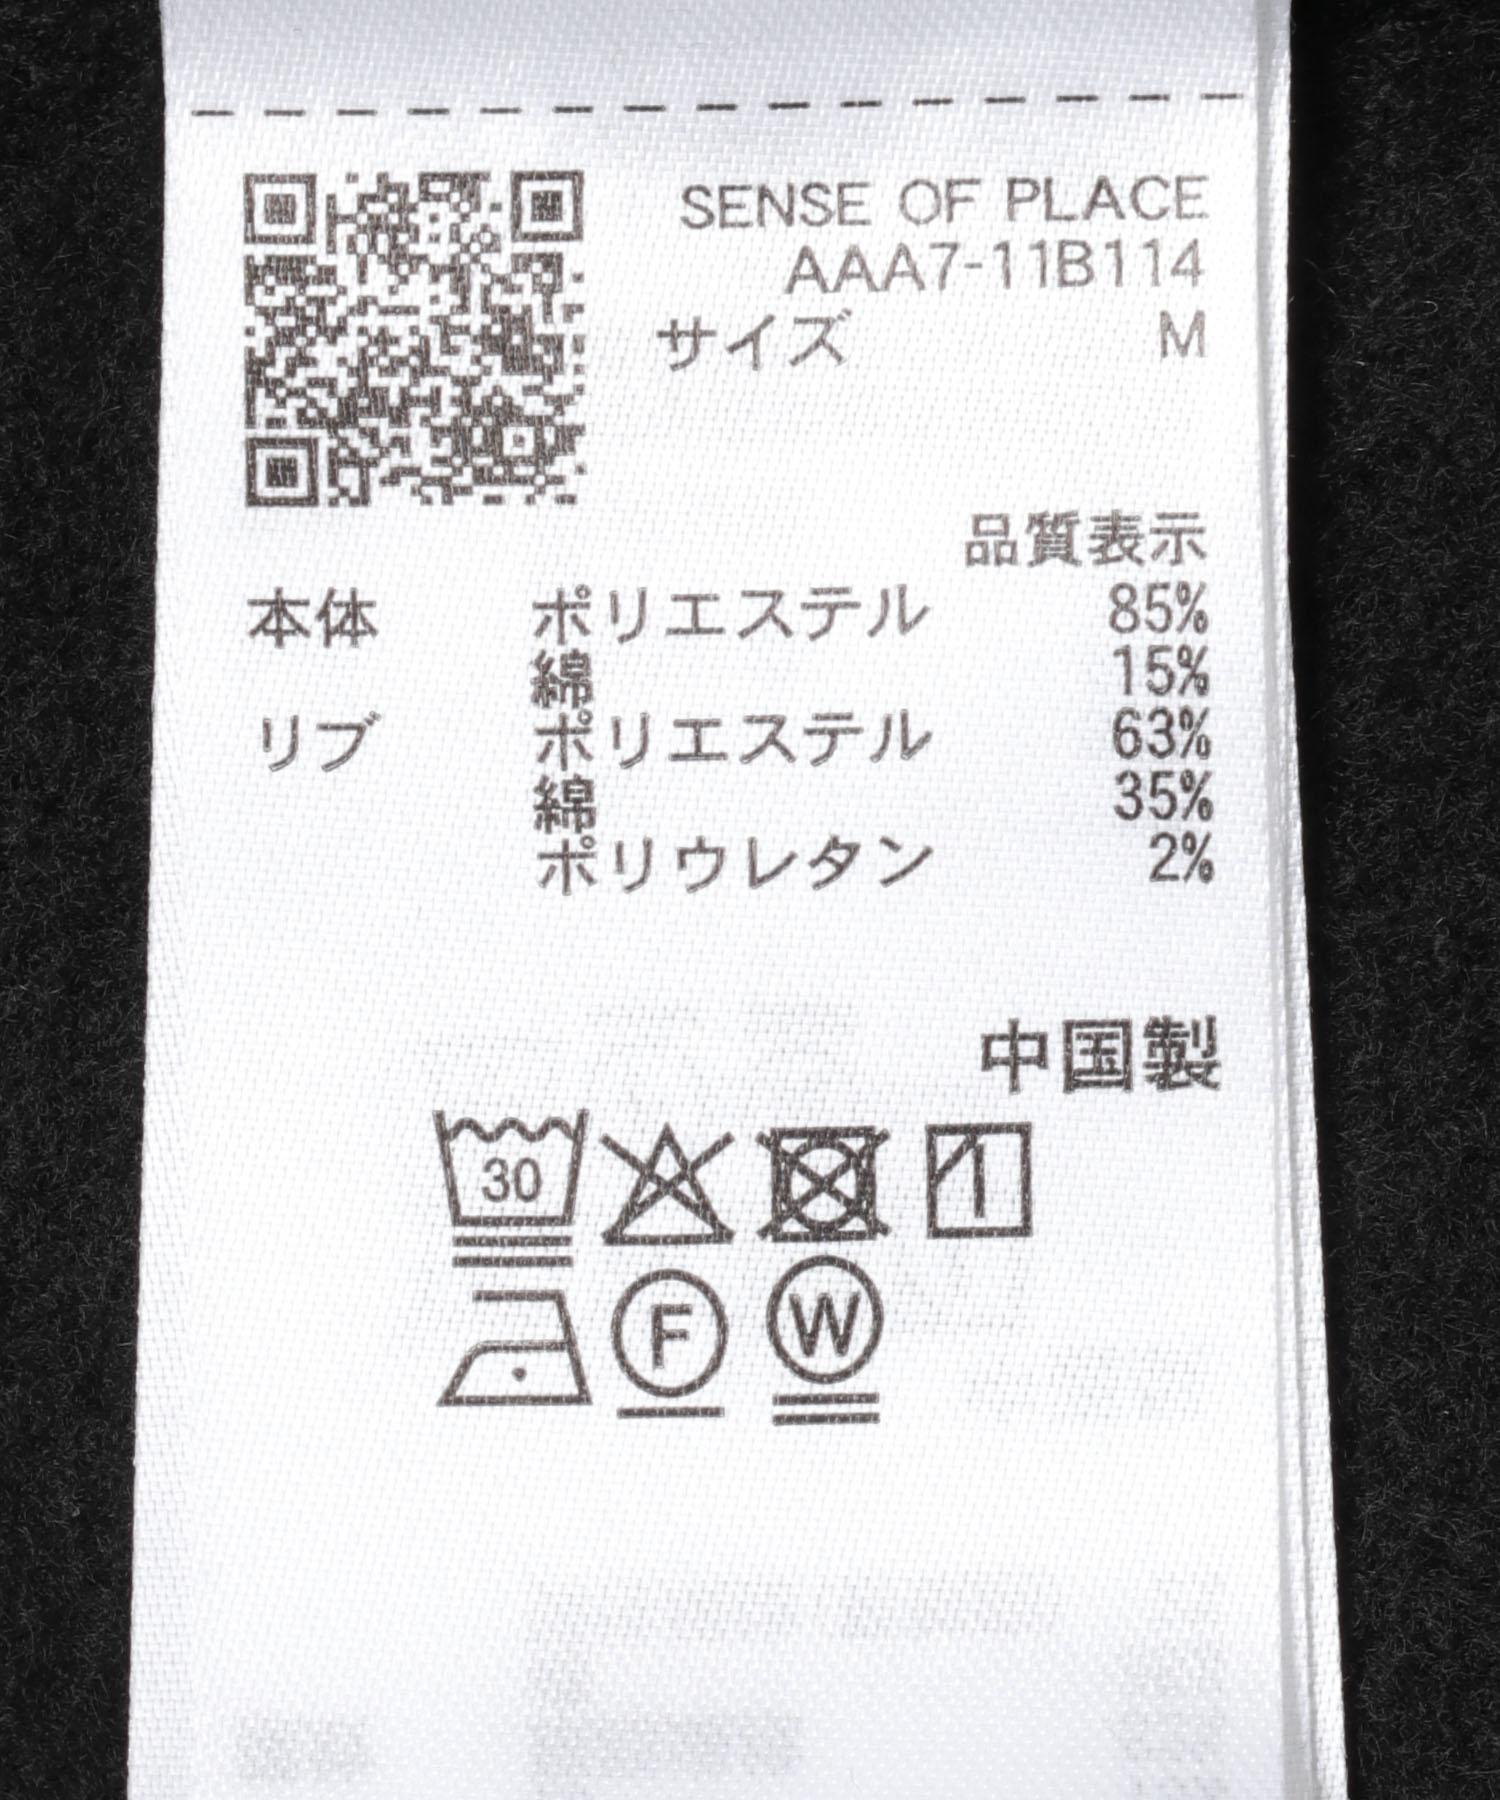 SENSE OF PLACE
AAA7-11B114
サイズ M
品質表示
本体 ポリエステル 85%
綿 15%
リブ ポリエステル 63%
綿 35%
ポリウレタン 2%
中国製
30
F W